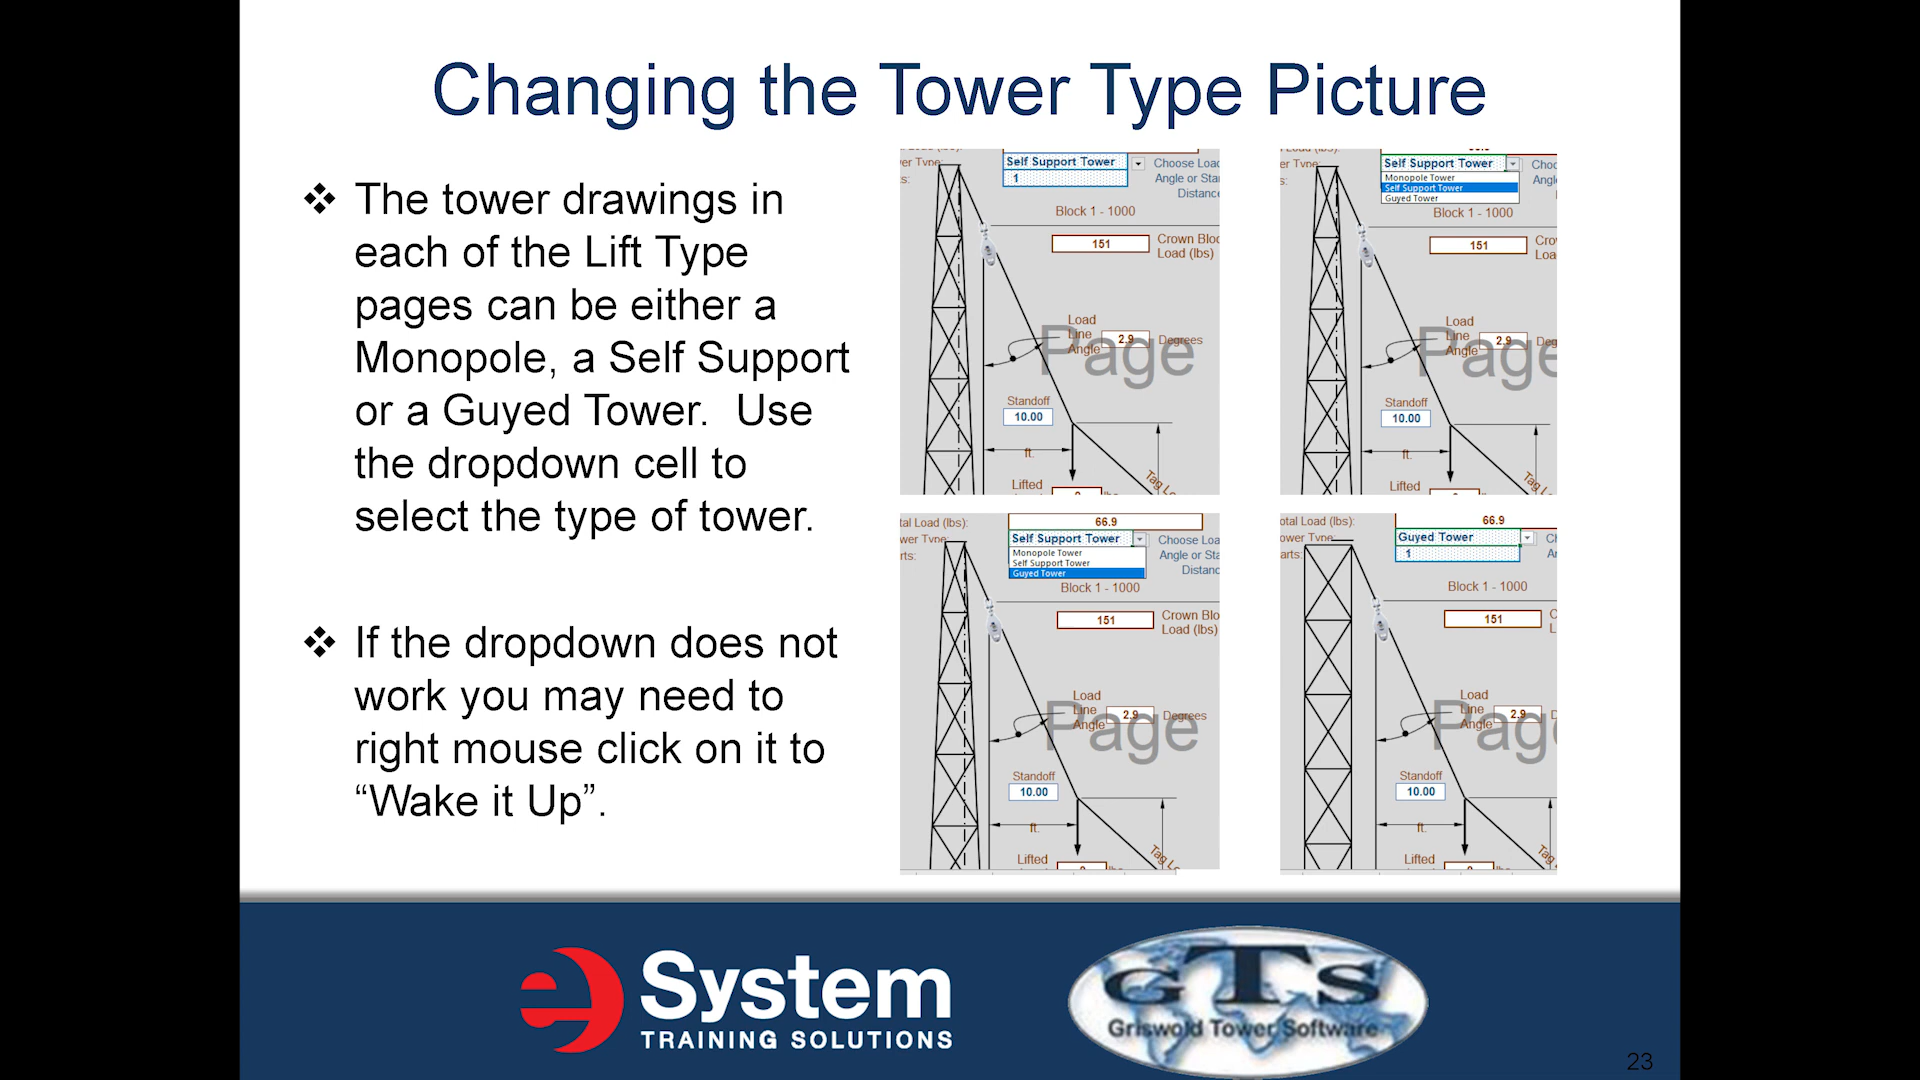 Changing the Tower Type Picture
❖ The tower drawings in
each of the Lift Type
pages can be either a
Monopole, a Self Support
or a Guyed Tower.  Use
the dropdown cell to
select the type of tower.
❖ If the dropdown does not
work you may need to
right mouse click on it to
“Wake it Up”.
Self Support Tower
1
Block 1 - 1000
151
Load (lbs)
Load
Line
Angle
2.9
Degrees
Page
Standoff
10.00
ft.
Lifted
Self Support Tower
Monopole Tower
Self Support Tower
Guyed Tower
Block 1 - 1000
151
Load
Line
Angle
2.9
Standoff
10.00
ft.
Lifted
66.9
Self Support Tower
Monopole Tower
Self Support Tower
Guyed Tower
Block 1 - 1000
151
Load (lbs)
Load
Line
Angle
2.9
Degrees
Page
Standoff
10.00
ft.
Lifted
66.9
Guyed Tower
1
Block 1 - 1000
151
Load
Line
Angle
2.9
Standoff
10.00
ft.
Lifted
eSystem
TRAINING SOLUTIONS
GTS
Griswold Tower Software
23